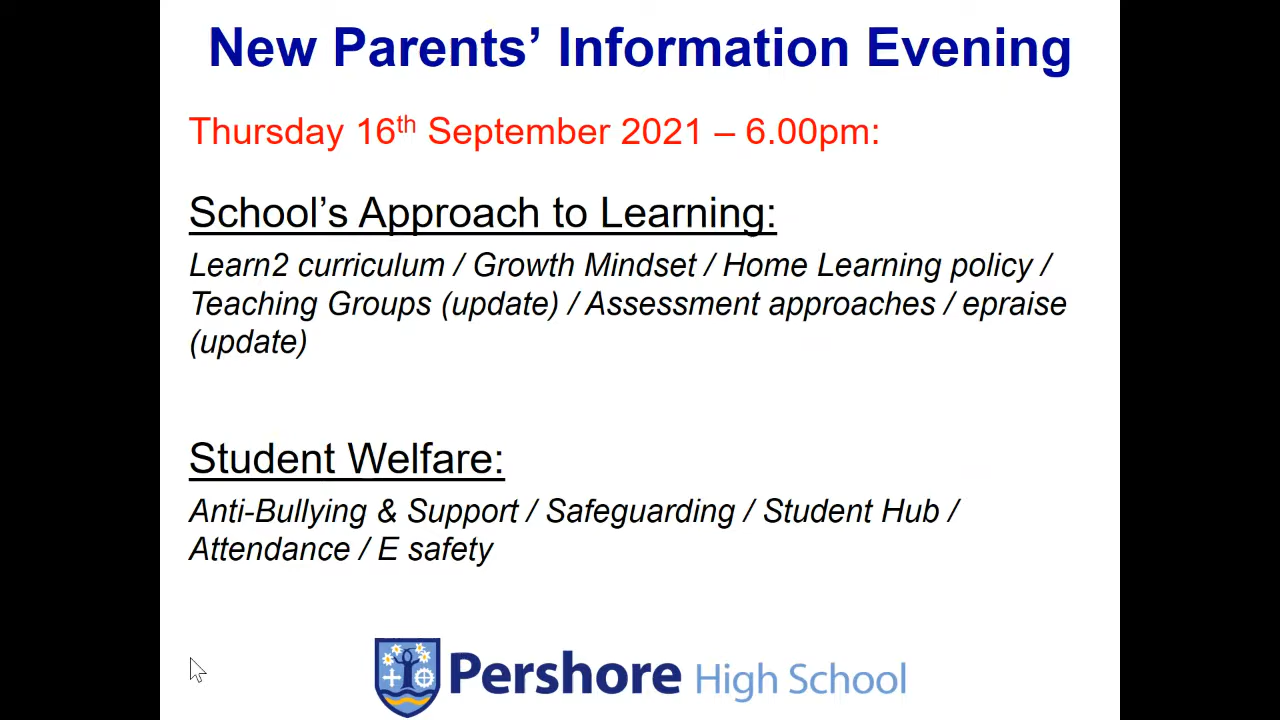 New Parents’ Information Evening
Thursday 16th September 2021 – 6.00pm:
School’s Approach to Learning:
Learn2 curriculum / Growth Mindset / Home Learning policy /
Teaching Groups (update) / Assessment approaches / epraise
(update)
Student Welfare:
Anti-Bullying & Support / Safeguarding / Student Hub /
Attendance / E safety
Pershore High School